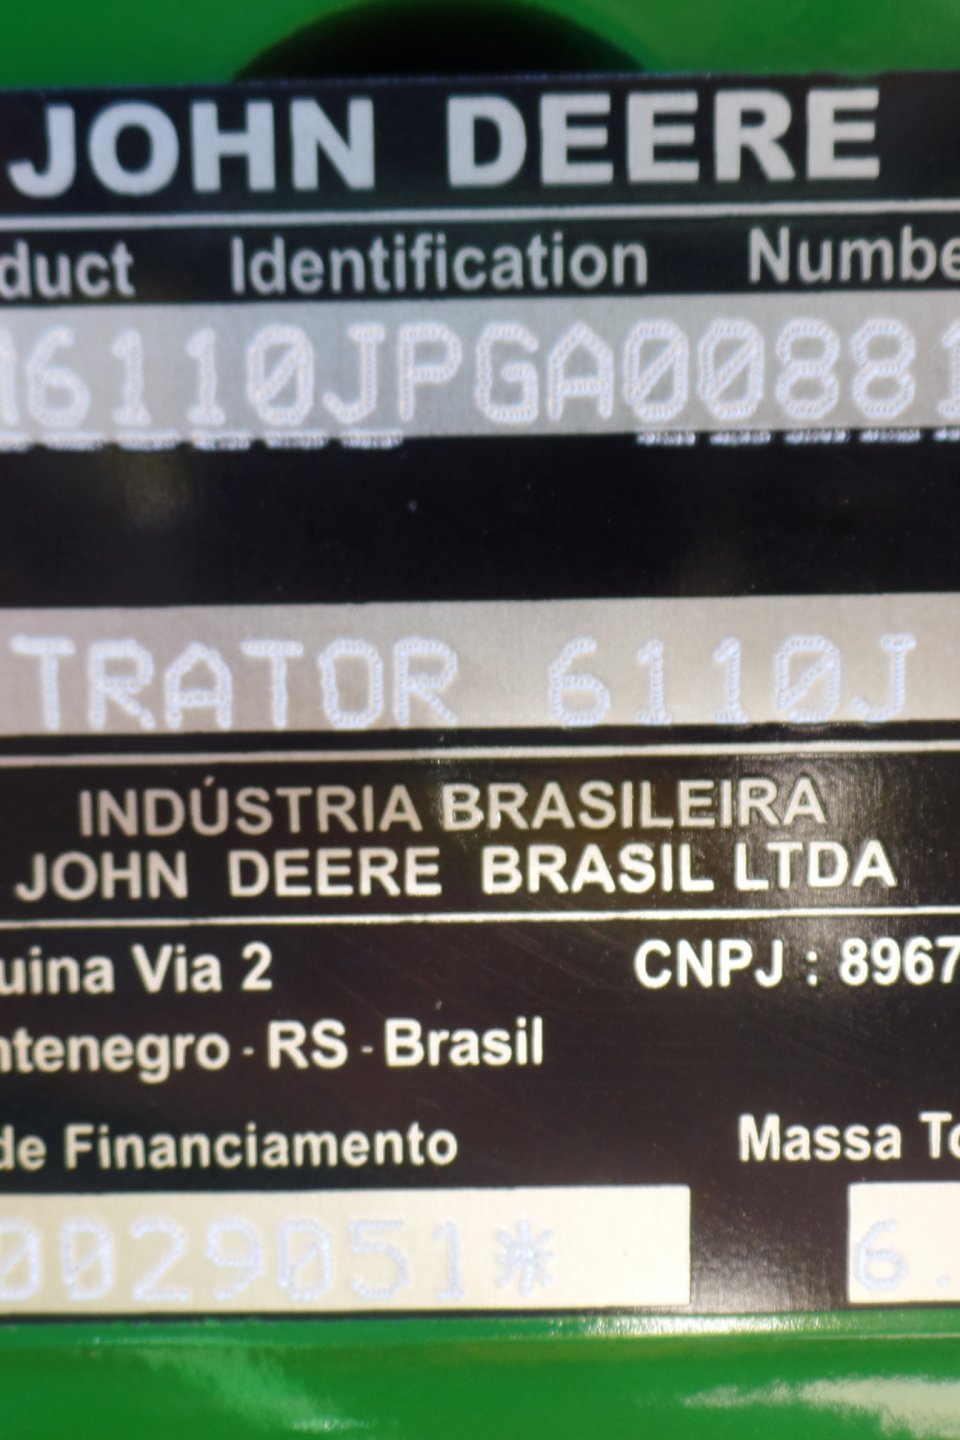 JOHN DEERE
duct Identification Numbe
6110JPGA00881
TRATOR 6110J
INDÚSTRIA BRASILEIRA
JOHN DEERE BRASIL LTDA
uina Via 2 CNPJ : 8967
ntenegro - RS - Brasil
de Financiamento Massa To
0029051* 6.